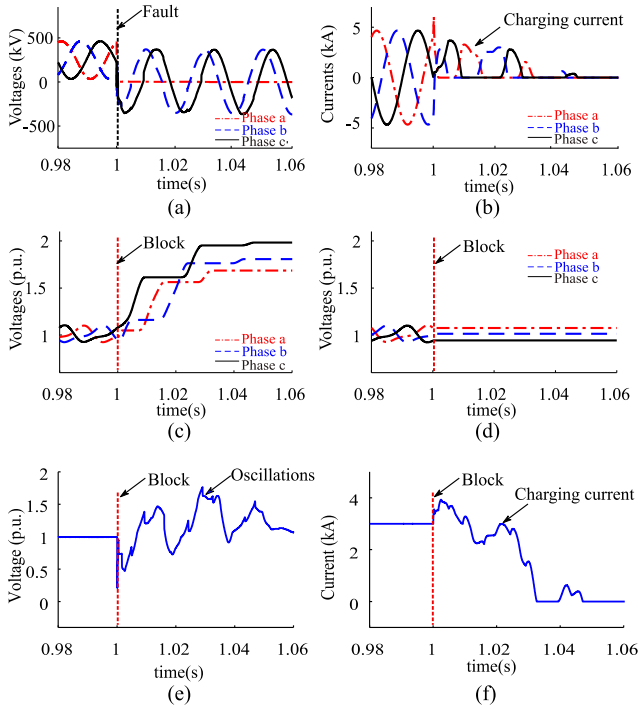 Fault
500
0
-500
Voltages (kV)
Phase a
Phase b
Phase c
0.98
1
1.02
1.04
1.06
time(s)
(a)
Charging current
5
0
-5
Currents (kA)
Phase a
Phase b
Phase c
0.98
1
1.02
1.04
1.06
time(s)
(b)
Block
2
1.5
1
Voltages (p.u.)
Phase a
Phase b
Phase c
0.98
1
1.02
1.04
1.06
time(s)
(c)
Block
2
1.5
1
Voltages (p.u.)
Phase a
Phase b
Phase c
0.98
1
1.02
1.04
1.06
time(s)
(d)
Block
Oscillations
2
1.5
1
0.5
0
Voltage (p.u.)
0.98
1
1.02
1.04
1.06
time(s)
(e)
Block
Charging current
4
2
0
Current (kA)
0.98
1
1.02
1.04
1.06
time(s)
(f)